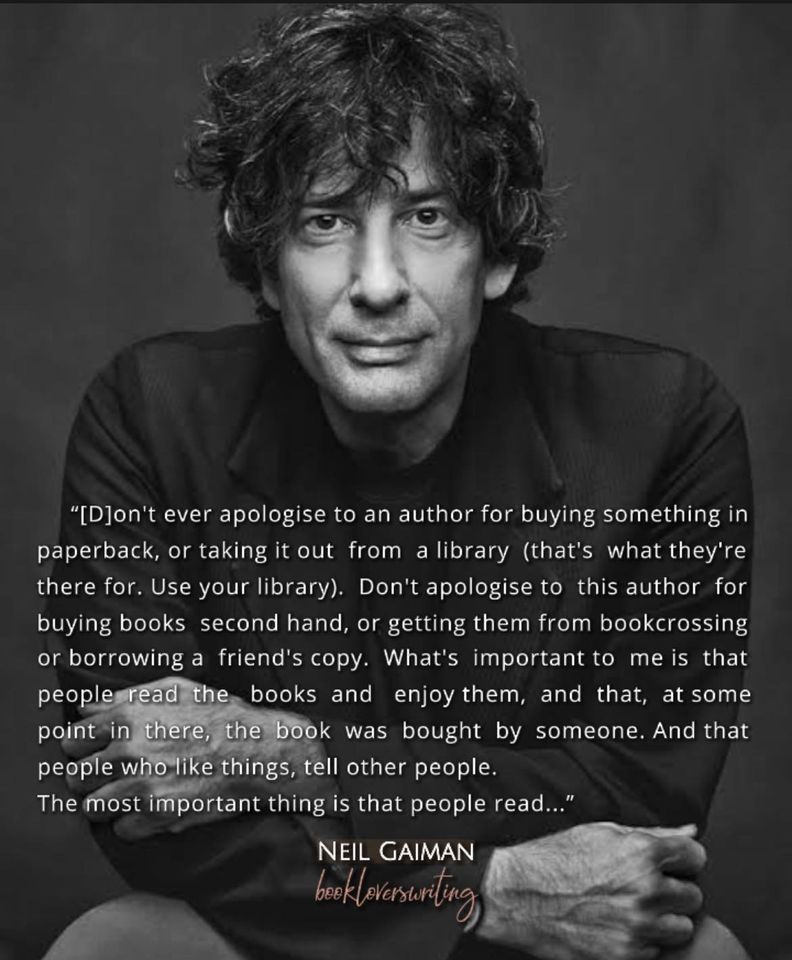 “[D]on't ever apologise to an author for buying something in
paperback, or taking it out from a library (that's what they're
there for. Use your library). Don't apologise to this author for
buying books second hand, or getting them from bookcrossing
or borrowing a friend's copy. What's important to me is that
people read the books and enjoy them, and that, at some
point in there, the book was bought by someone. And that
people who like things, tell other people.
The most important thing is that people read...”
NEIL GAIMAN
bookloverswriting